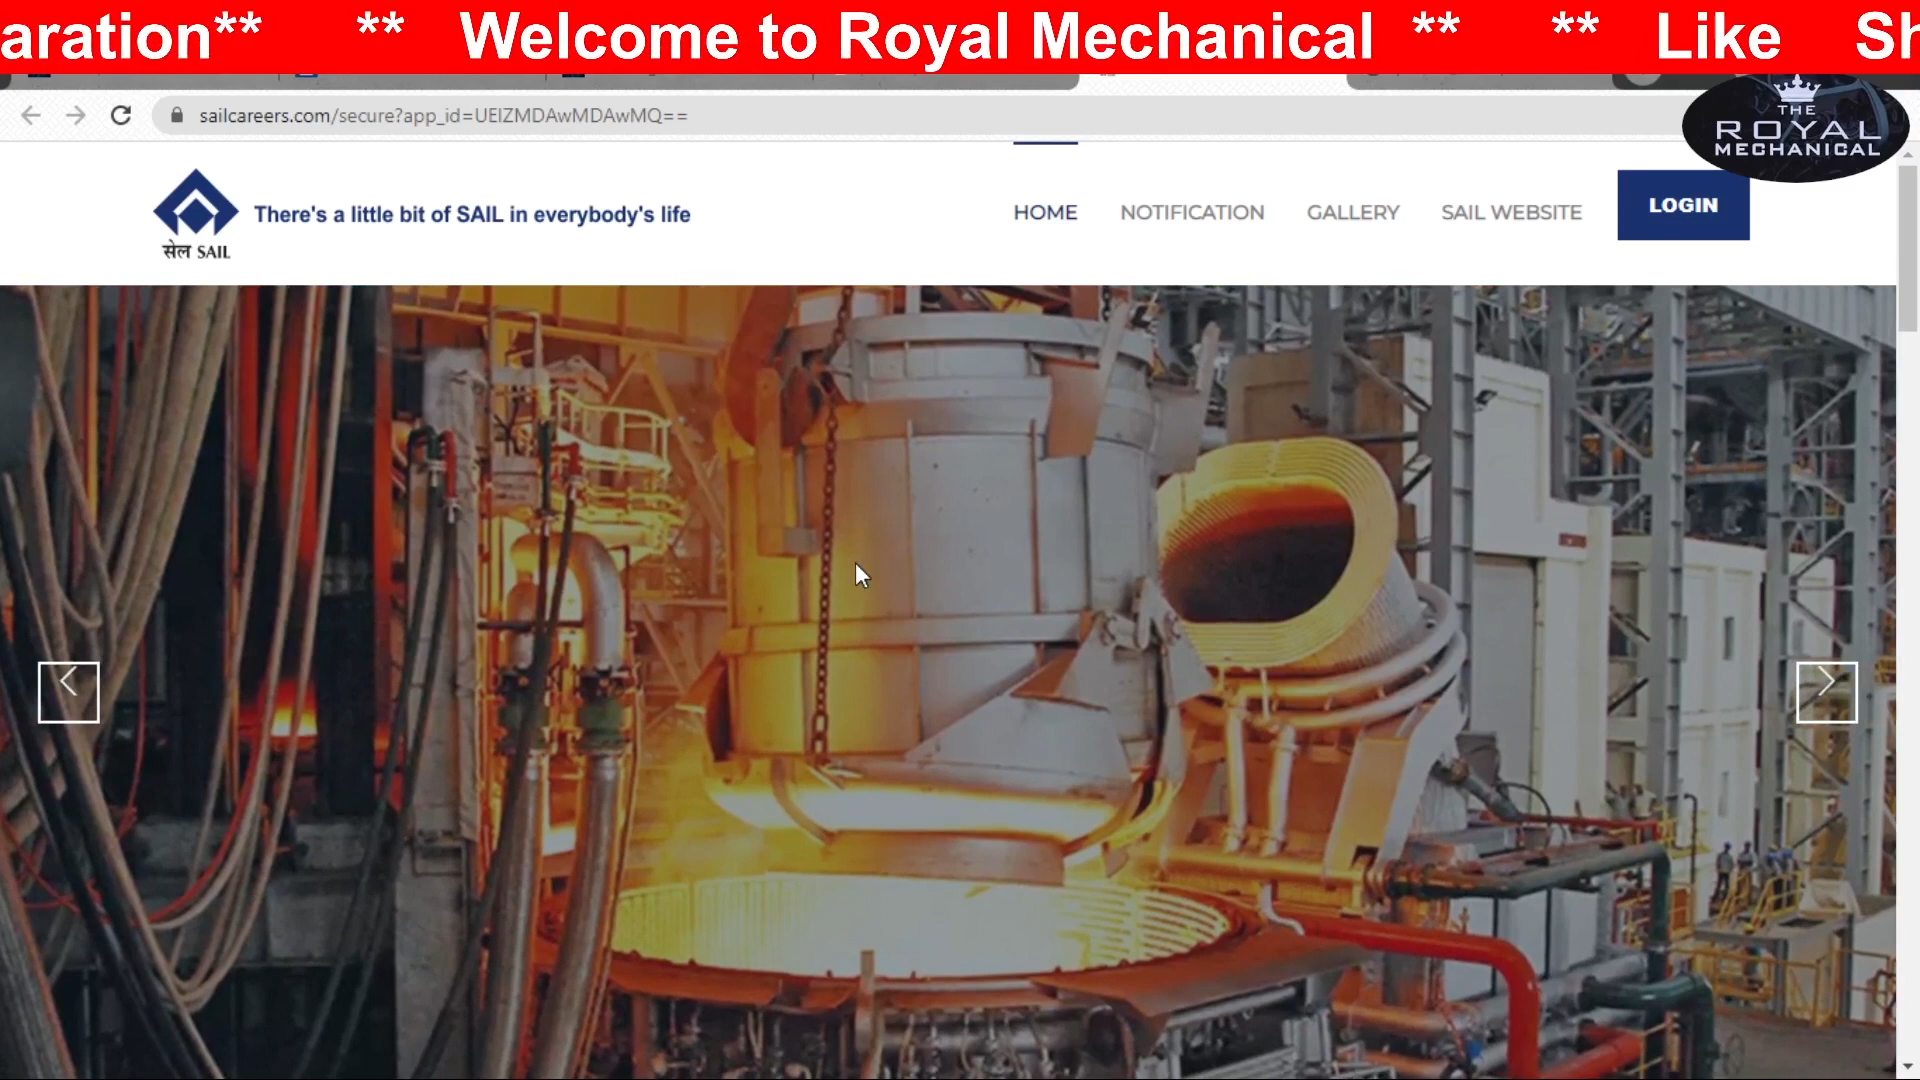 aration** ** Welcome to Royal Mechanical ** ** Like Sh
sailcareers.com/secure?app_id=UElZMDAwMDAwMQ==
THE
ROYAL
MECHANICAL
There's a little bit of SAIL in everybody's life
सेल SAIL
HOME NOTIFICATION GALLERY SAIL WEBSITE LOGIN